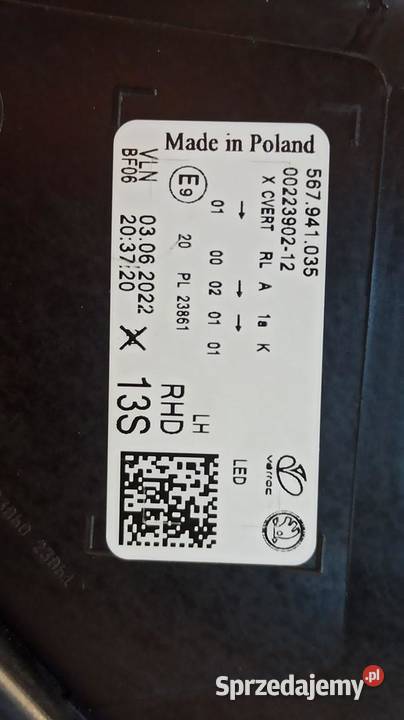 Made in Poland
567.941.035
00223902-12
X CVERT RL A 1a K
→ → →
01 00 02 01 01
E9 20 PL 23861
VLN 03.06.2022
BF06 20:37:20
LH
RHD
13S
LED
varroc
Sprzedajemy.pl